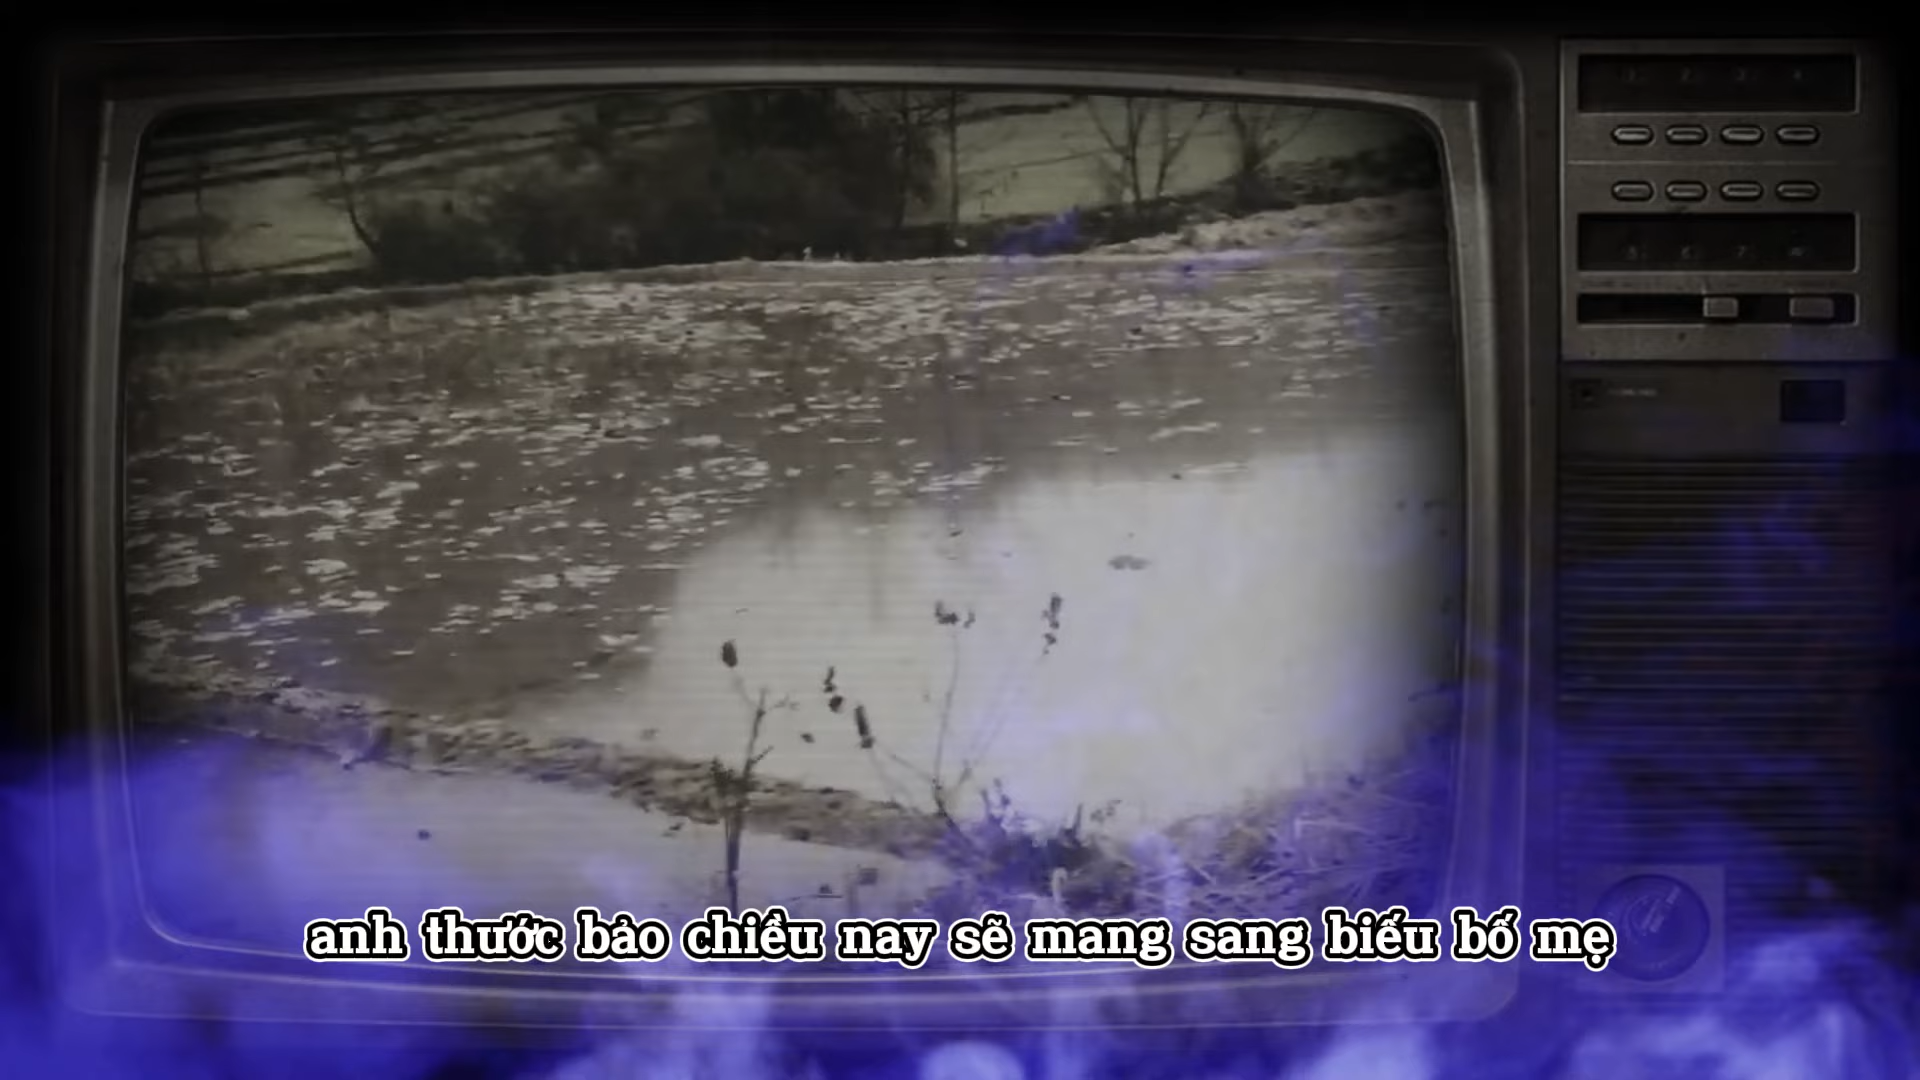 anh thước bảo chiều nay sẽ mang sang biếu bố mẹ